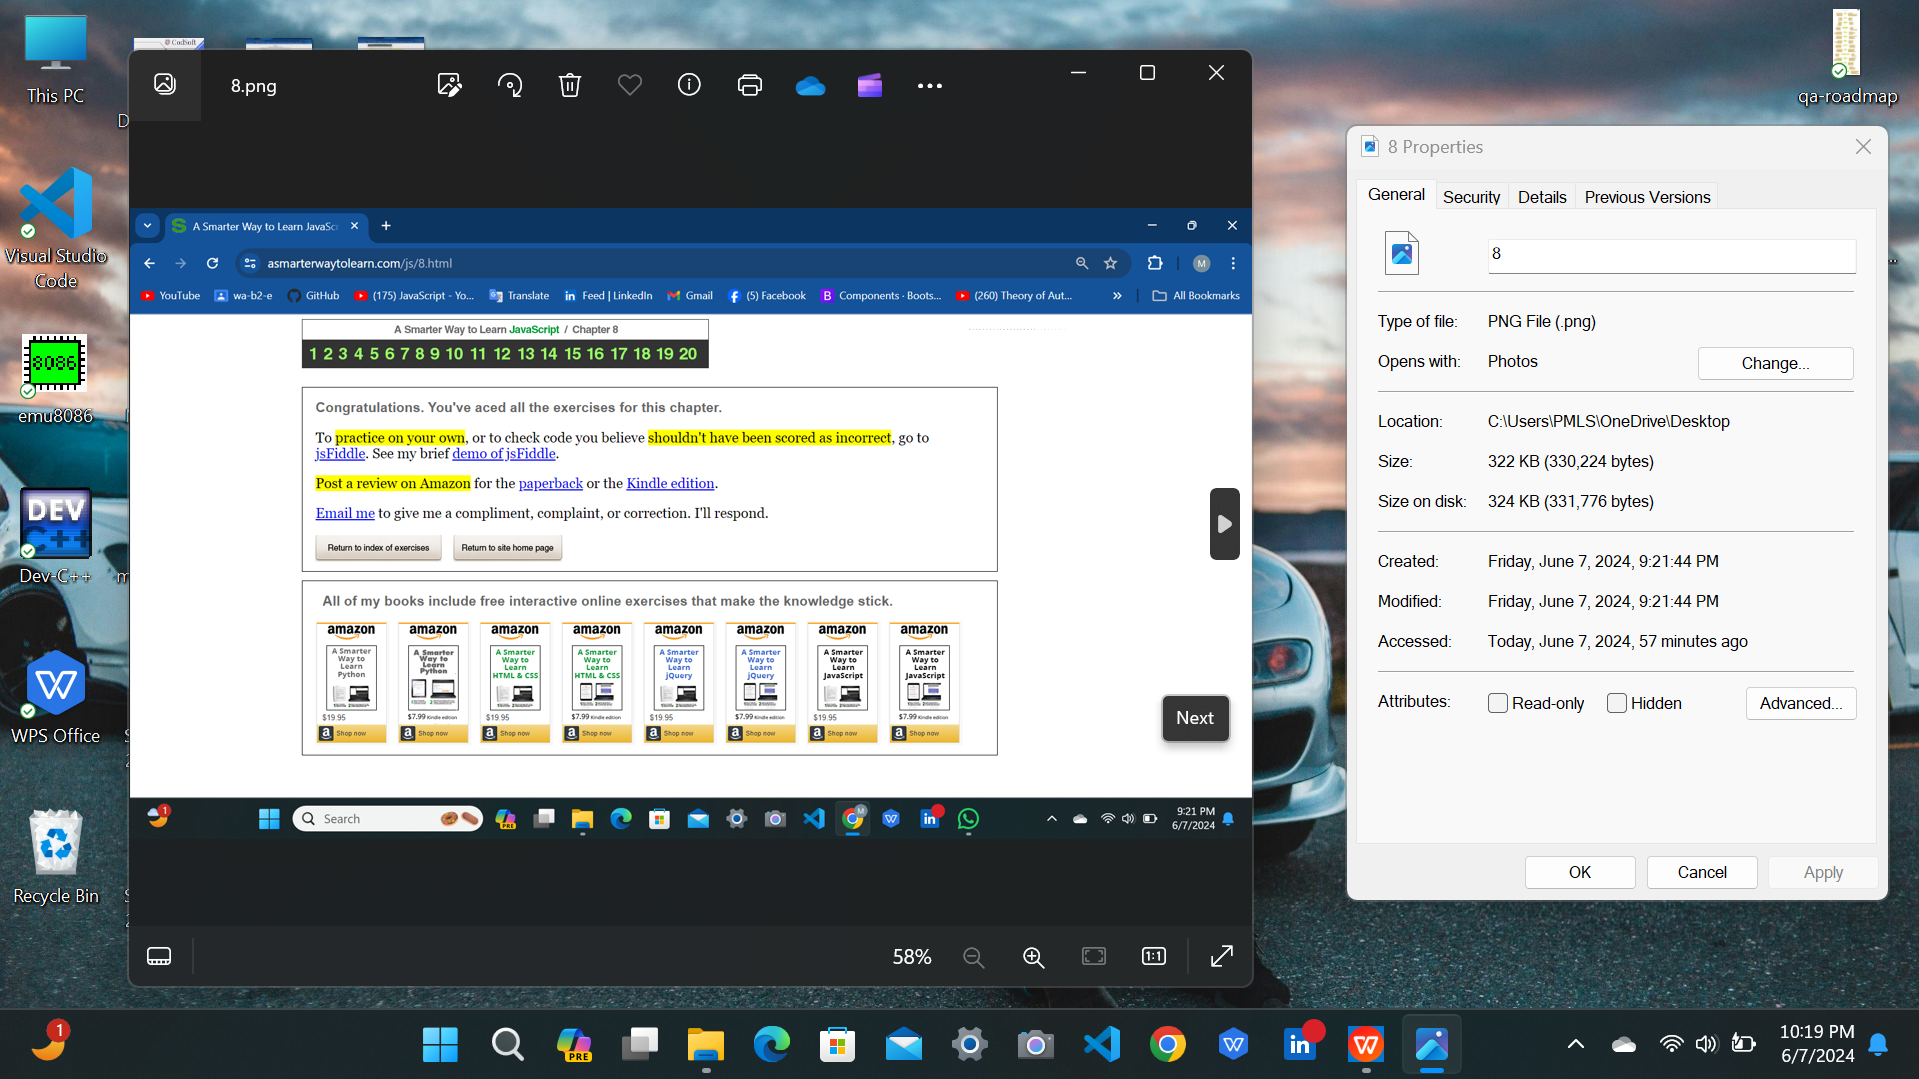 This PC
Visual Studio
Code
8086
emu8086
DEV
C++
Dev-C++
WPS Office
Recycle Bin
@ CodSoft
8.png
A Smarter Way to Learn JavaSc
asmarterwaytolearn.com/js/8.html
M
YouTube
wa-b2-e
GitHub
(175) JavaScript - Yo...
Translate
Feed | LinkedIn
Gmail
(5) Facebook
Components · Boots...
(260) Theory of Aut...
All Bookmarks
A Smarter Way to Learn JavaScript / Chapter 8
1 2 3 4 5 6 7 8 9 10 11 12 13 14 15 16 17 18 19 20
Congratulations. You've aced all the exercises for this chapter.
To practice on your own, or to check code you believe shouldn't have been scored as incorrect, go to
jsFiddle. See my brief demo of jsFiddle.
Post a review on Amazon for the paperback or the Kindle edition.
Email me to give me a compliment, complaint, or correction. I'll respond.
Return to index of exercises
Return to site home page
All of my books include free interactive online exercises that make the knowledge stick.
amazon
A Smarter
Way to
Learn
Python
$19.95
Shop now
amazon
A Smarter
Way to
Learn
Python
$7.99 Kindle edition
Shop now
amazon
A Smarter
Way to
Learn
HTML & CSS
$19.95
Shop now
amazon
A Smarter
Way to
Learn
HTML & CSS
$7.99 Kindle edition
Shop now
amazon
A Smarter
Way to
Learn
jQuery
$19.95
Shop now
amazon
A Smarter
Way to
Learn
jQuery
$7.99 Kindle edition
Shop now
amazon
A Smarter
Way to
Learn
JavaScript
$19.95
Shop now
amazon
A Smarter
Way to
Learn
JavaScript
$7.99 Kindle edition
Shop now
Next
1
Search
PRE
9:21 PM
6/7/2024
58%
1:1
qa-roadmap
8 Properties
General
Security
Details
Previous Versions
8
Type of file: PNG File (.png)
Opens with: Photos
Change...
Location: C:\Users\PMLS\OneDrive\Desktop
Size: 322 KB (330,224 bytes)
Size on disk: 324 KB (331,776 bytes)
Created: Friday, June 7, 2024, 9:21:44 PM
Modified: Friday, June 7, 2024, 9:21:44 PM
Accessed: Today, June 7, 2024, 57 minutes ago
Attributes: Read-only Hidden
Advanced...
OK
Cancel
Apply
1
PRE
10:19 PM
6/7/2024